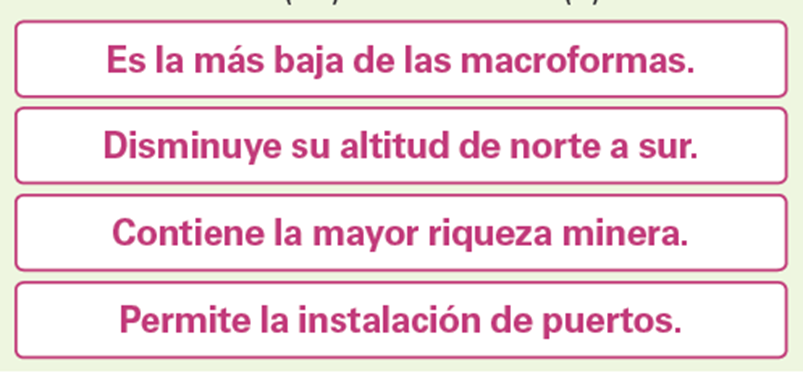 Es la más baja de las macroformas.
Disminuye su altitud de norte a sur.
Contiene la mayor riqueza minera.
Permite la instalación de puertos.